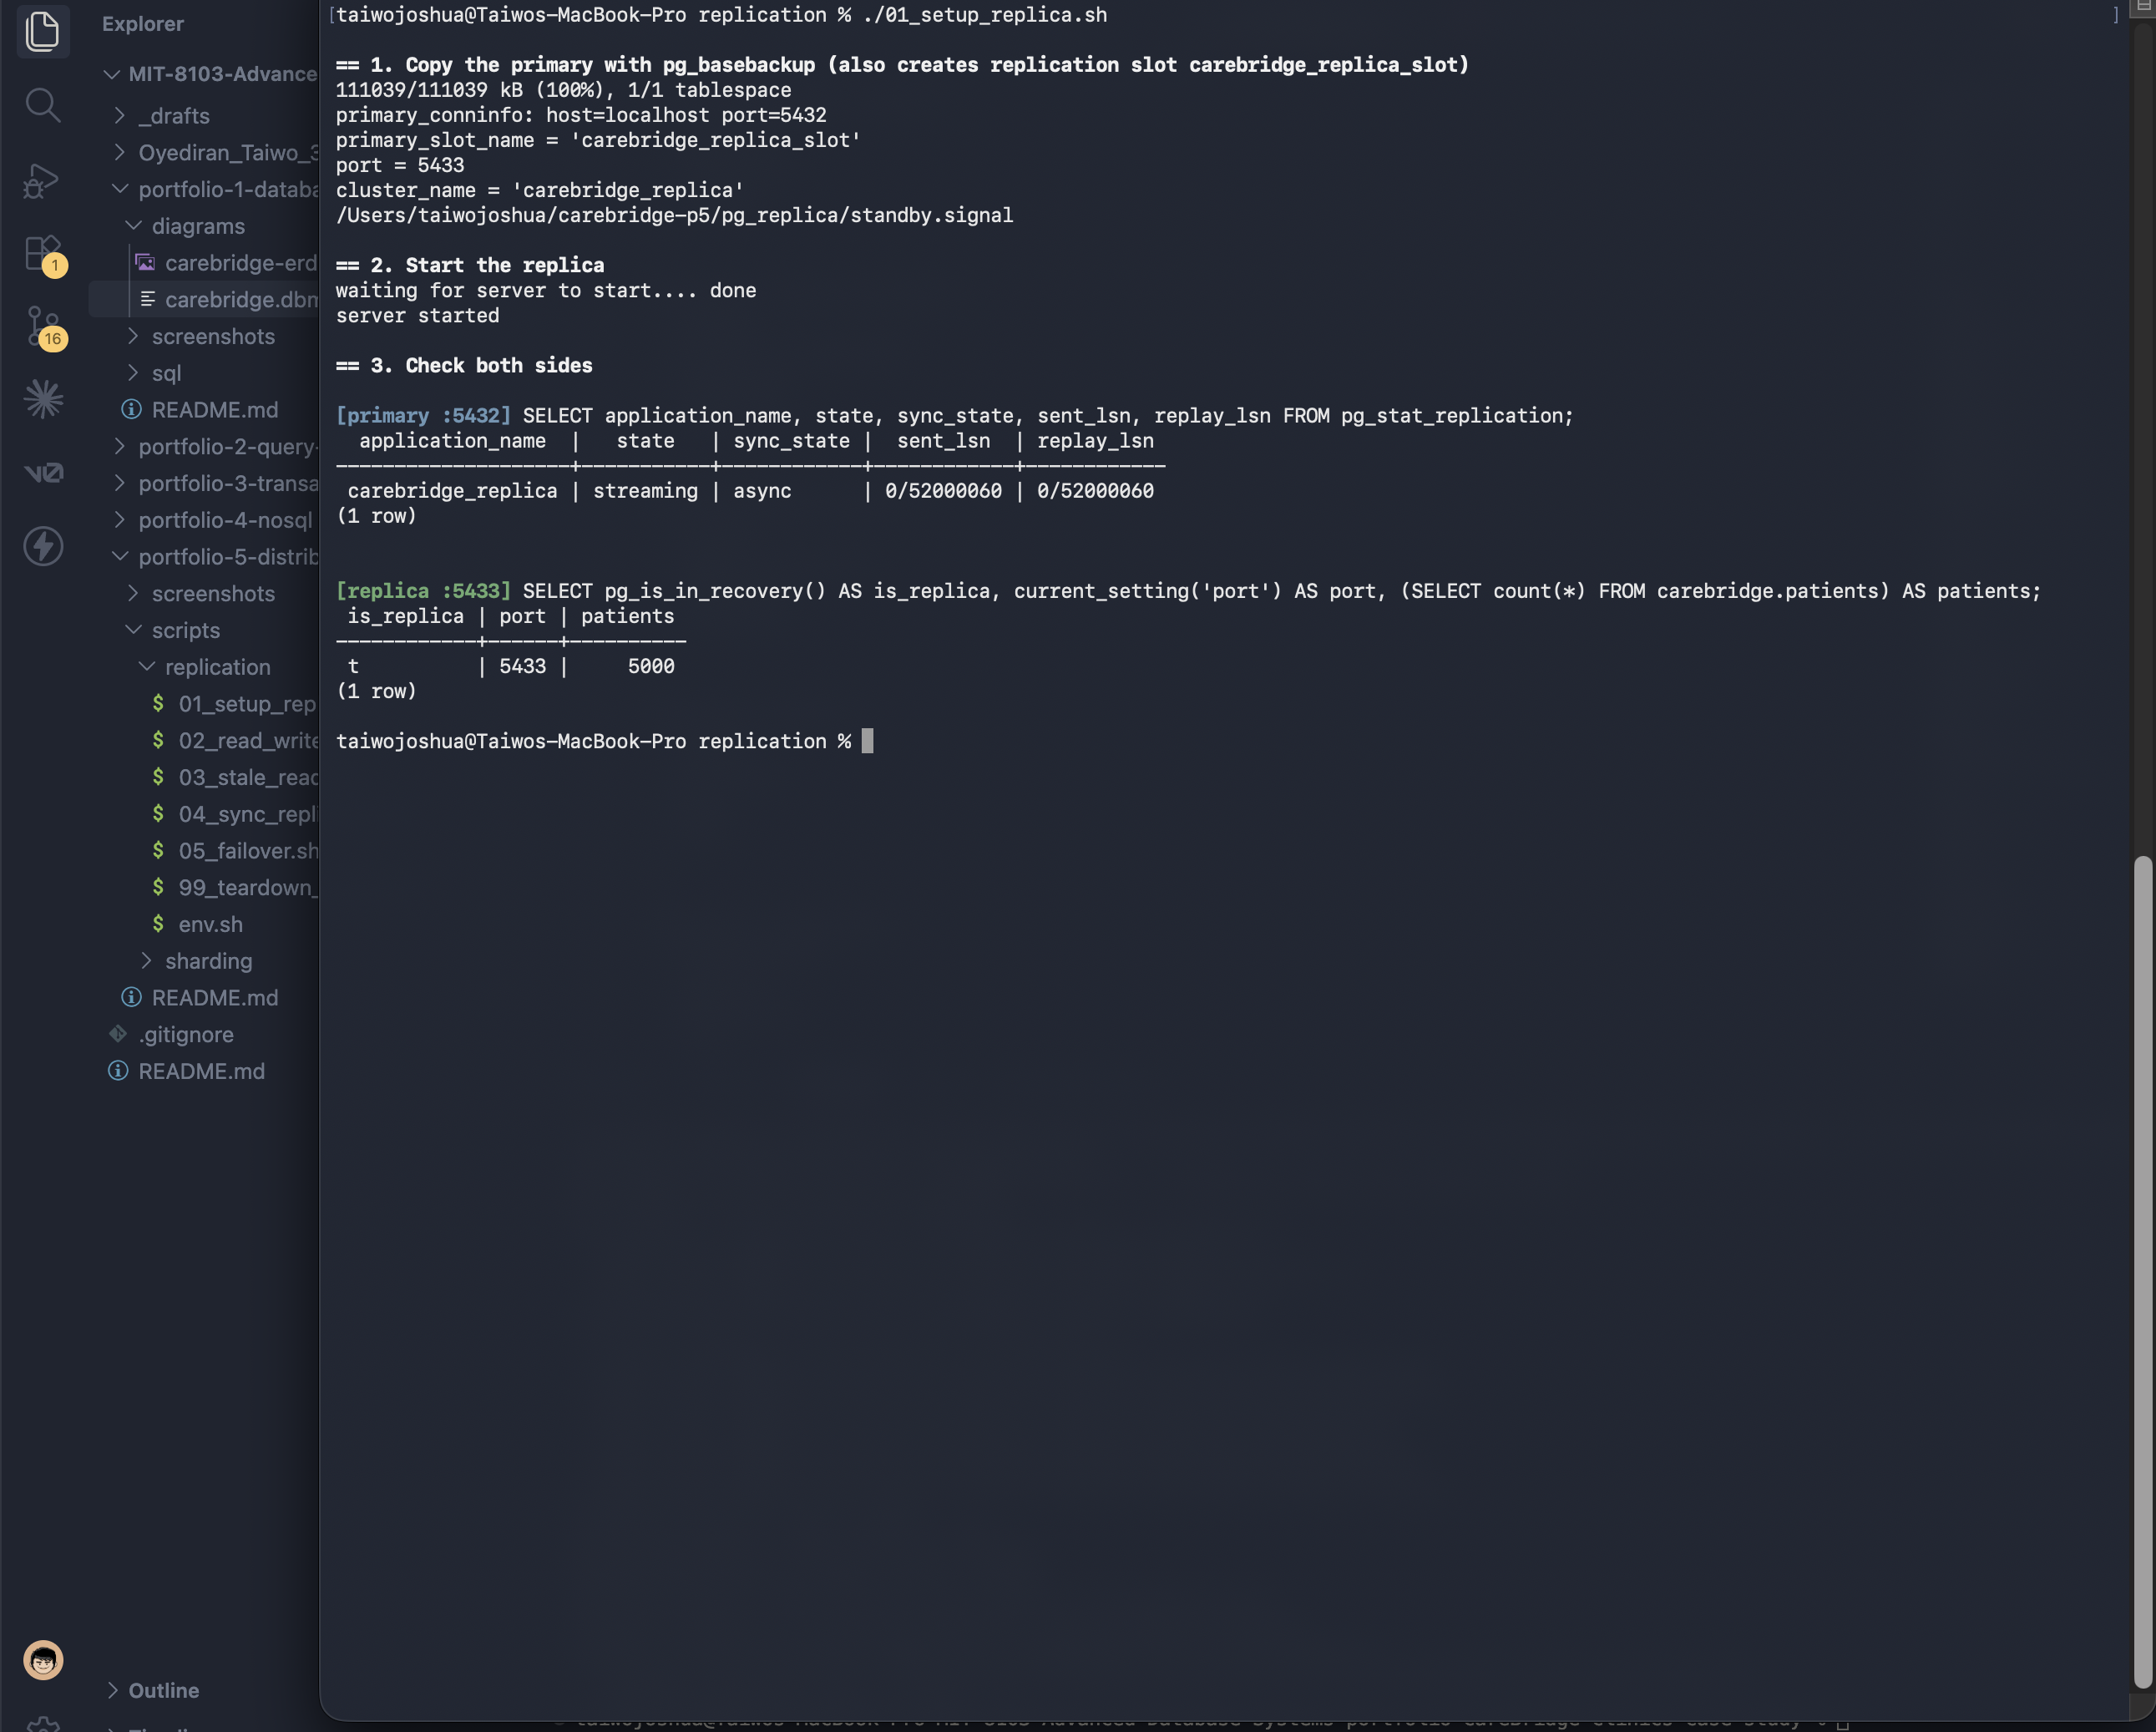 Explorer
MIT-8103-Advance
_drafts
Oyediran_Taiwo_3
portfolio-1-databa
diagrams
carebridge-erd
carebridge.dbm
screenshots
sql
README.md
portfolio-2-query-
portfolio-3-transa
portfolio-4-nosql
portfolio-5-distrib
screenshots
scripts
replication
$ 01_setup_rep
$ 02_read_write
$ 03_stale_read
$ 04_sync_repli
$ 05_failover.sh
$ 99_teardown_
$ env.sh
sharding
README.md
.gitignore
README.md
Outline
1
16
[taiwojoshua@Taiwos-MacBook-Pro replication % ./01_setup_replica.sh ]
== 1. Copy the primary with pg_basebackup (also creates replication slot carebridge_replica_slot)
111039/111039 kB (100%), 1/1 tablespace
primary_conninfo: host=localhost port=5432
primary_slot_name = 'carebridge_replica_slot'
port = 5433
cluster_name = 'carebridge_replica'
/Users/taiwojoshua/carebridge-p5/pg_replica/standby.signal
== 2. Start the replica
waiting for server to start.... done
server started
== 3. Check both sides
[primary :5432] SELECT application_name, state, sync_state, sent_lsn, replay_lsn FROM pg_stat_replication;
application_name | state | sync_state | sent_lsn | replay_lsn
--------------------+-----------+------------+------------+------------
carebridge_replica | streaming | async | 0/52000060 | 0/52000060
(1 row)
[replica :5433] SELECT pg_is_in_recovery() AS is_replica, current_setting('port') AS port, (SELECT count(*) FROM carebridge.patients) AS patients;
is_replica | port | patients
------------+------+----------
t | 5433 | 5000
(1 row)
taiwojoshua@Taiwos-MacBook-Pro replication %